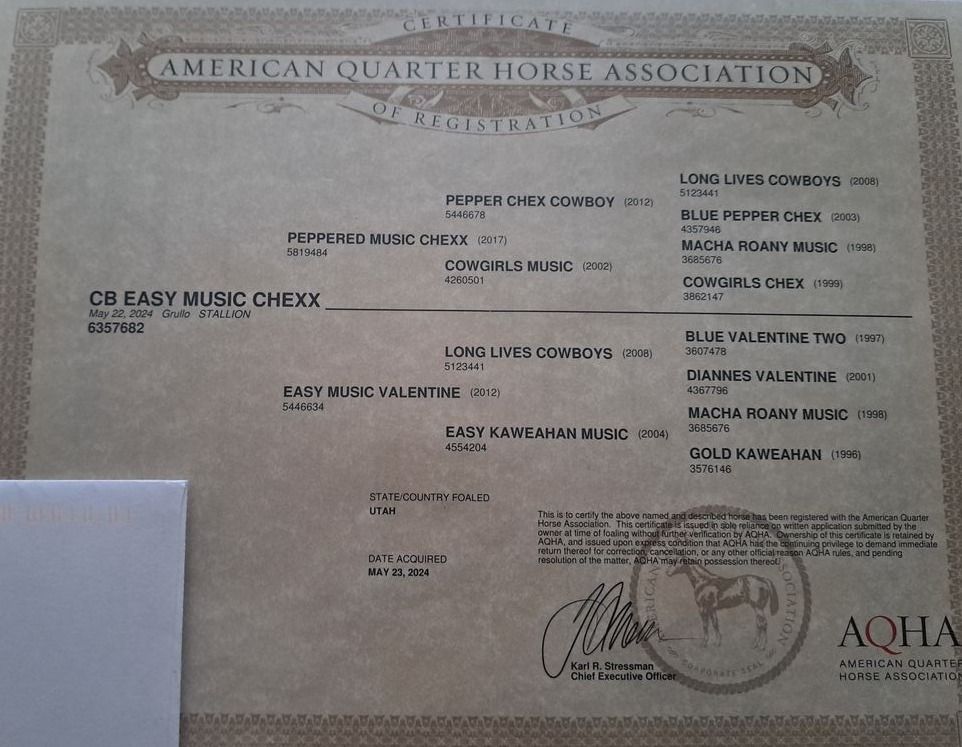 CERTIFICATE
AMERICAN QUARTER HORSE ASSOCIATION
OF REGISTRATION
LONG LIVES COWBOYS (2008)
5123441
PEPPER CHEX COWBOY (2012)
5446678
BLUE PEPPER CHEX (2003)
4357946
PEPPERED MUSIC CHEXX (2017)
5819484
MACHA ROANY MUSIC (1998)
3685676
COWGIRLS MUSIC (2002)
4260501
COWGIRLS CHEX (1999)
3862147
CB EASY MUSIC CHEXX
May 22, 2024 Grullo STALLION
6357682
BLUE VALENTINE TWO (1997)
3607478
LONG LIVES COWBOYS (2008)
5123441
DIANNES VALENTINE (2001)
4367796
EASY MUSIC VALENTINE (2012)
5446634
MACHA ROANY MUSIC (1998)
3685676
EASY KAWEAHAN MUSIC (2004)
4554204
GOLD KAWEAHAN (1996)
3576146
STATE/COUNTRY FOALED
UTAH
DATE ACQUIRED
MAY 23, 2024
This is to certify the above named and described horse has been registered with the American Quarter
Horse Association. This certificate is issued in sole reliance on written application submitted by the
owner at time of foaling without further verification by AQHA. Ownership of this certificate is retained by
AQHA, and issued upon express condition that AQHA has the continuing privilege to demand immediate
return thereof for correction, cancellation, or any other official reason AQHA rules, and pending
resolution of the matter, AQHA may retain possession thereof.
Karl R. Stressman
Chief Executive Officer
CORPORATE SEAL
AQHA
AMERICAN QUARTER
HORSE ASSOCIATION